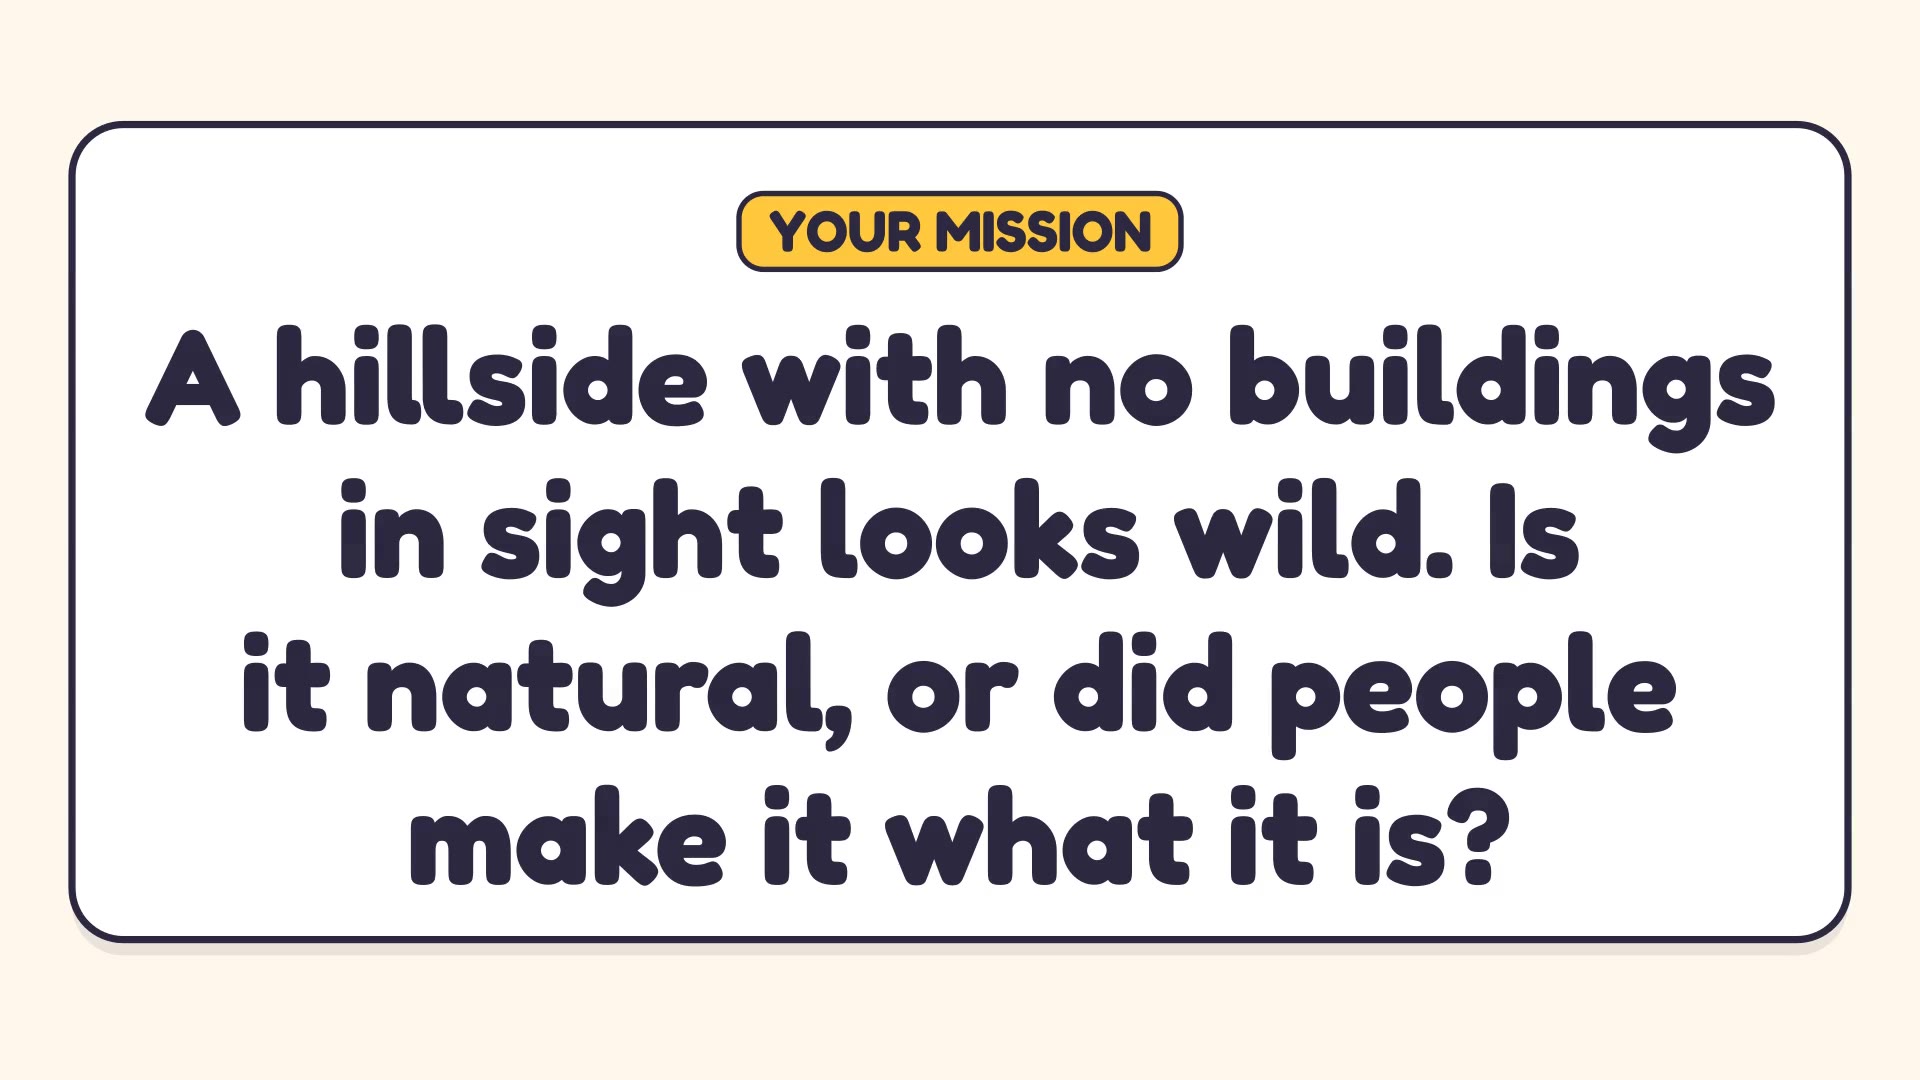 YOUR MISSION
A hillside with no buildings
in sight looks wild. Is
it natural, or did people
make it what it is?